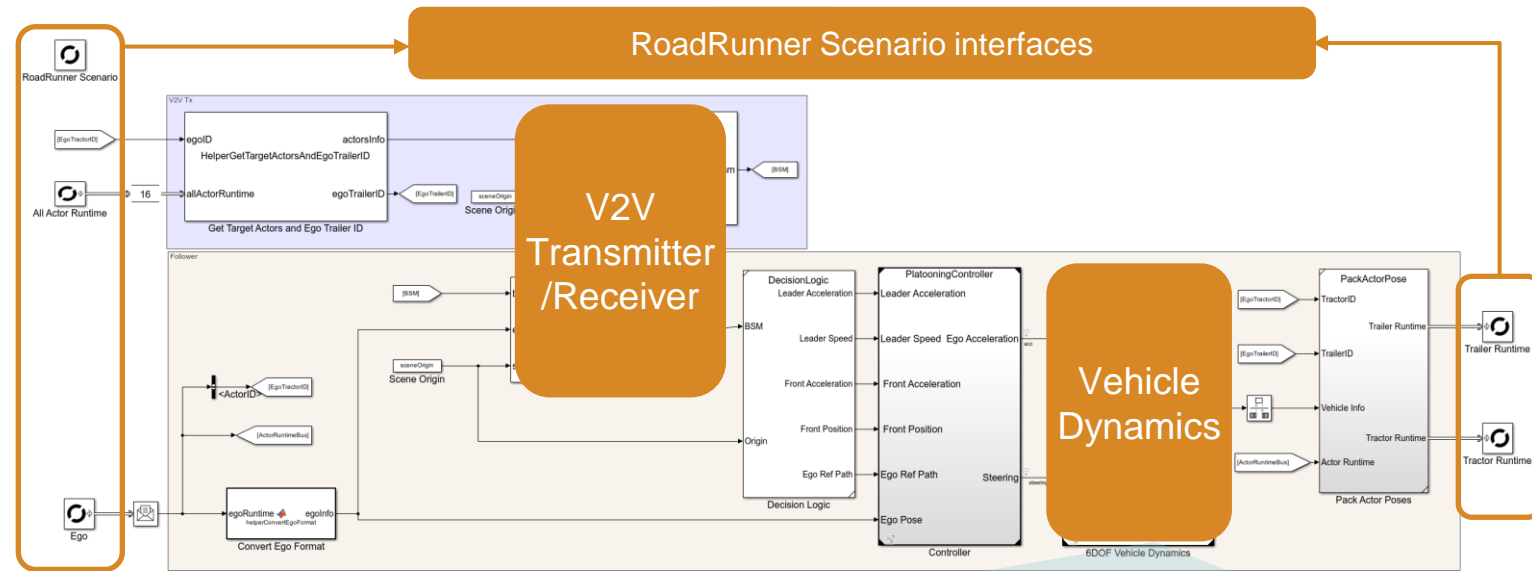 RoadRunner Scenario interfaces
RoadRunner Scenario
V2V Tx
[EgoTractorID]
egoID
actorsInfo
HelperGetTargetActorsAndEgoTrailerID
All Actor Runtime
16
allActorRuntime
egoTrailerID
[EgoTrailerID]
sceneOrigin
Scene Origin
[BSM]
Get Target Actors and Ego Trailer ID
V2V
Transmitter
/Receiver
Follower
[BSM]
sceneOrigin
Scene Origin
[EgoTractorID]
<ActorID>
[ActorRuntimeBus]
Ego
egoRuntime
egoInfo
helperConvertEgoFormat
Convert Ego Format
DecisionLogic
Leader Acceleration
BSM
Leader Speed
Front Acceleration
Front Position
Origin
Ego Ref Path
Decision Logic
PlatooningController
Leader Acceleration
Leader Speed
Ego Acceleration
Front Acceleration
Front Position
Ego Ref Path
Steering
Ego Pose
Controller
acc
steering
Vehicle
Dynamics
6DOF Vehicle Dynamics
[EgoTractorID]
[EgoTrailerID]
[ActorRuntimeBus]
PackActorPose
TractorID
Trailer Runtime
TrailerID
Vehicle Info
Tractor Runtime
Actor Runtime
Pack Actor Poses
Trailer Runtime
Tractor Runtime